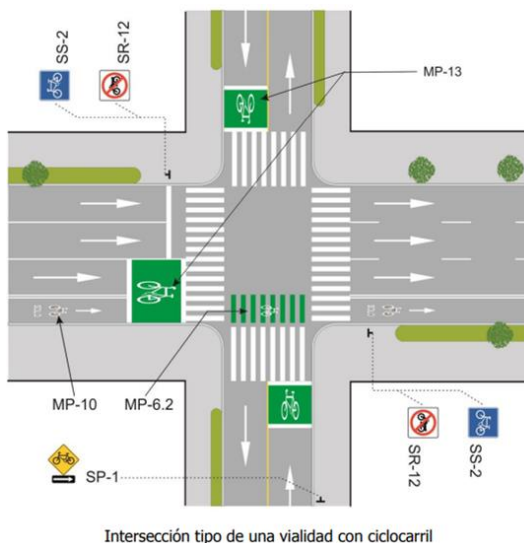 SS-2
SR-12
MP-13
MP-10
MP-6.2
SP-1
SR-12
SS-2
Intersección tipo de una vialidad con ciclocarril